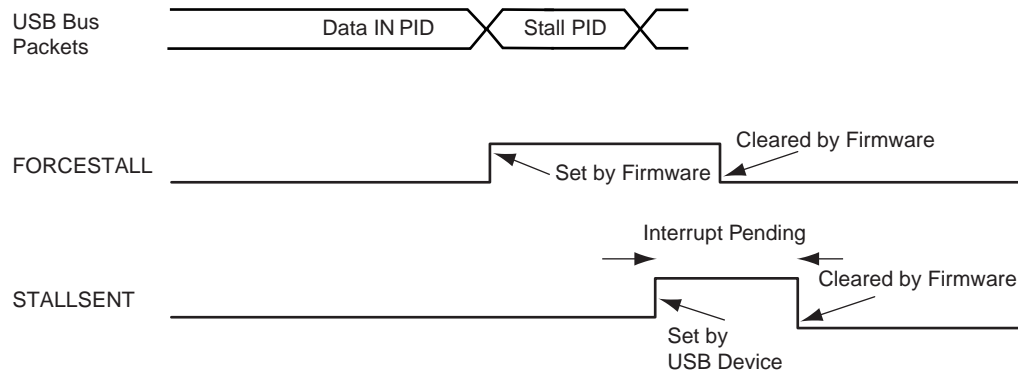 USB Bus
Packets
Data IN PID
Stall PID
FORCESTALL
Set by Firmware
Cleared by Firmware
Interrupt Pending
STALLSENT
Cleared by Firmware
Set by
USB Device